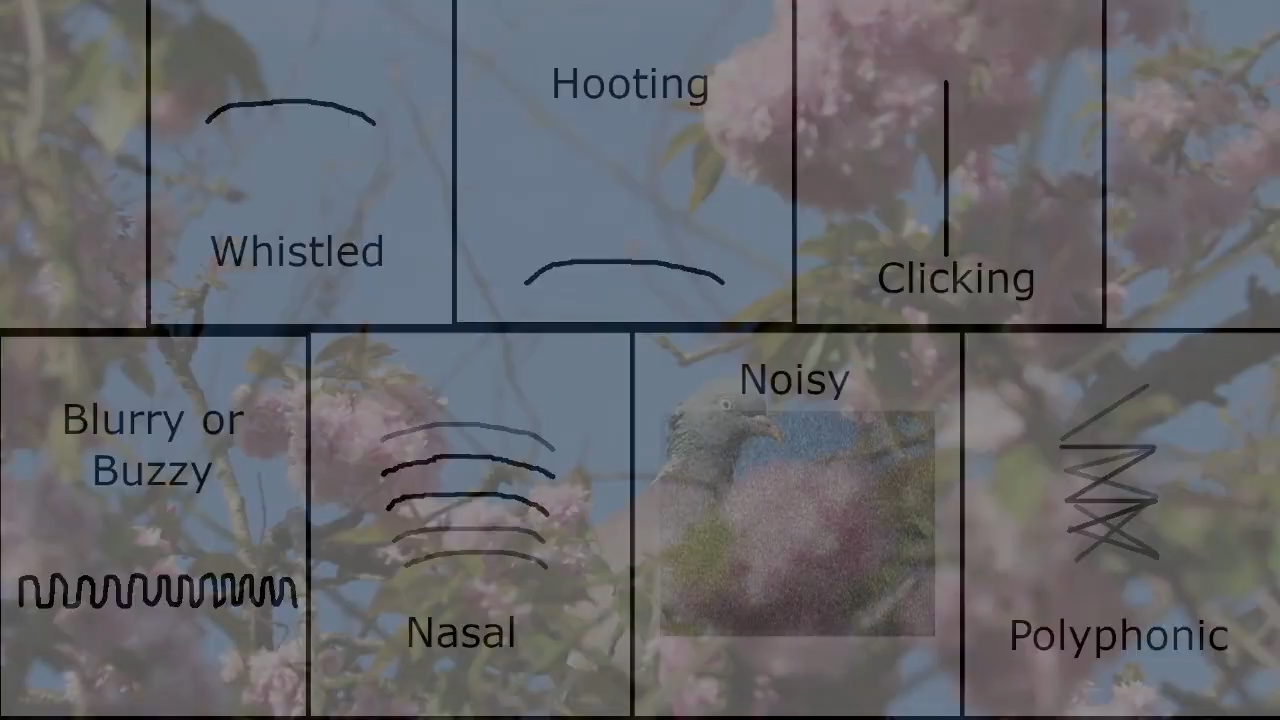 Whistled
Hooting
Clicking
Blurry or
Buzzy
Nasal
Noisy
Polyphonic